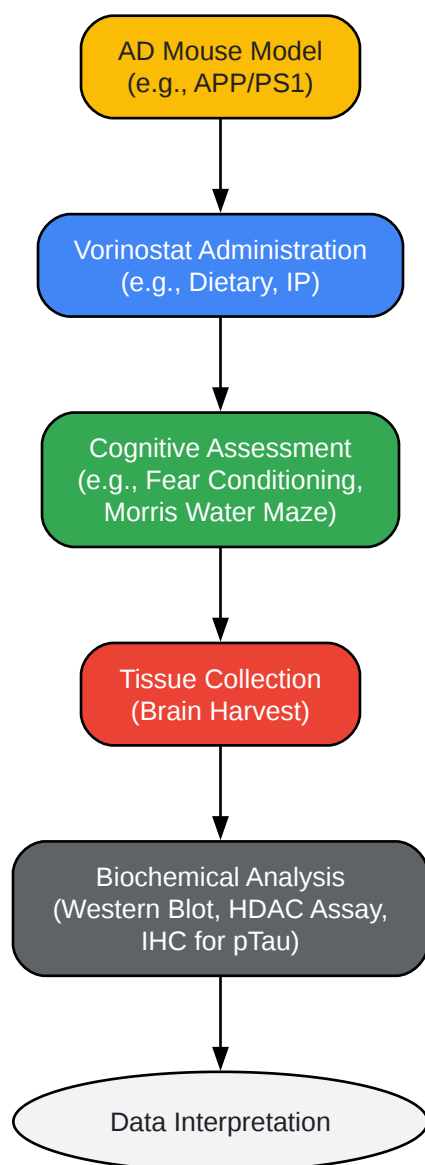 AD Mouse Model
(e.g., APP/PS1)
Vorinostat Administration
(e.g., Dietary, IP)
Cognitive Assessment
(e.g., Fear Conditioning,
Morris Water Maze)
Tissue Collection
(Brain Harvest)
Biochemical Analysis
(Western Blot, HDAC Assay,
IHC for pTau)
Data Interpretation